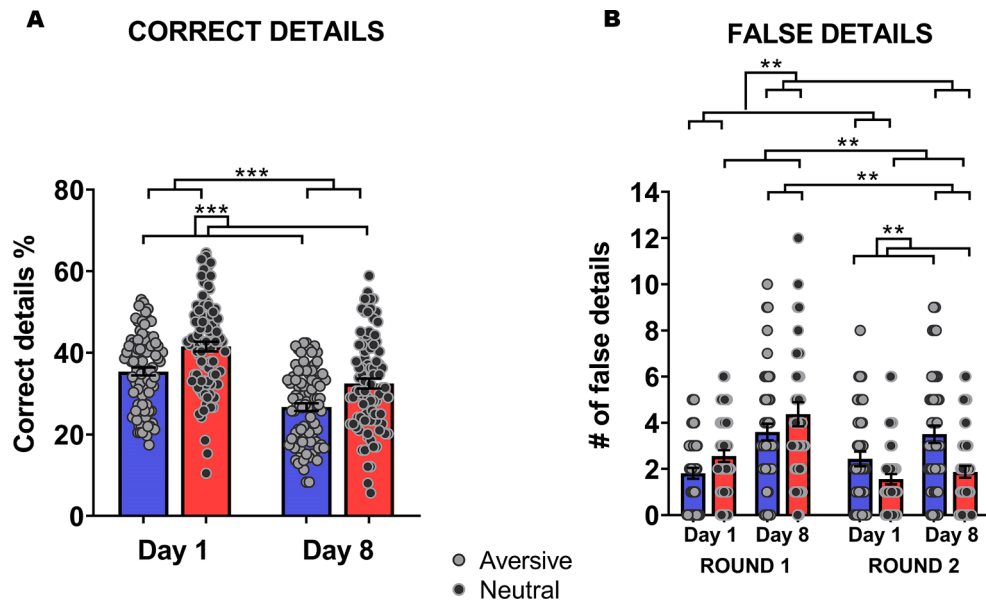 A
CORRECT DETAILS
***
***
Correct details %
80
60
40
20
0
Day 1
Day 8
Aversive
Neutral
B
FALSE DETAILS
**
**
**
**
# of false details
14
12
10
8
6
4
2
0
Day 1
Day 8
Day 1
Day 8
ROUND 1
ROUND 2